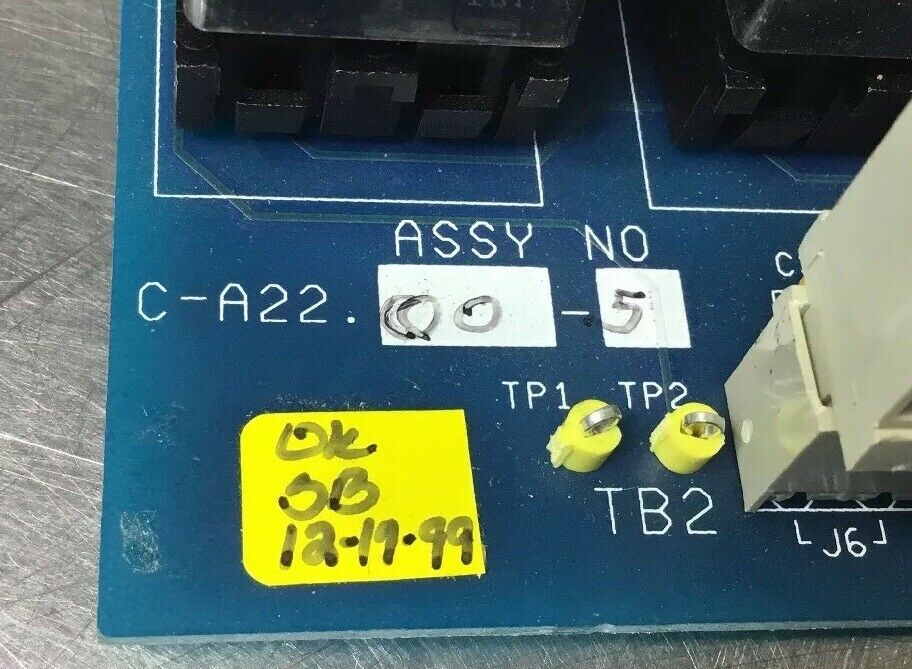 ASSY NO
C-A22.00-5
TP1 TP2
TB2
J6
OK
SB
12-17-99